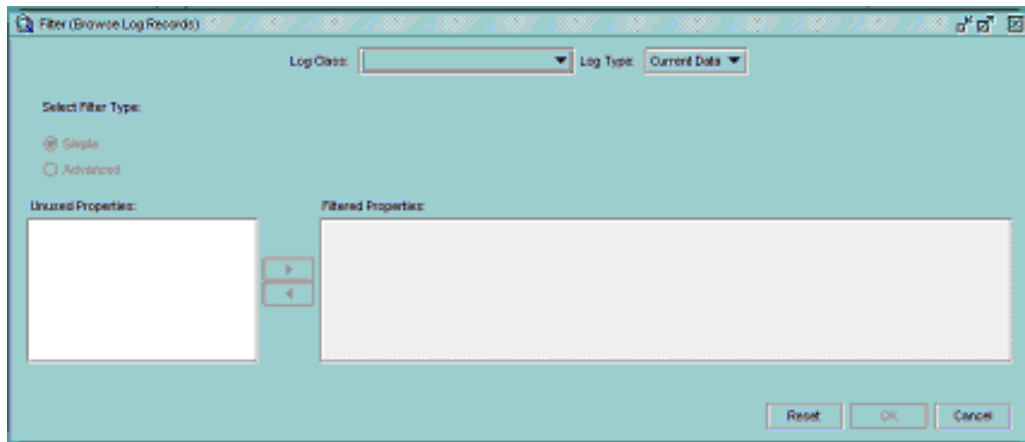 Filter (Browse Log Records)
Log Class:
Log Type: Current Data
Select Filter Type:
Simple
Advanced
Unused Properties:
Filtered Properties:
Reset
OK
Cancel